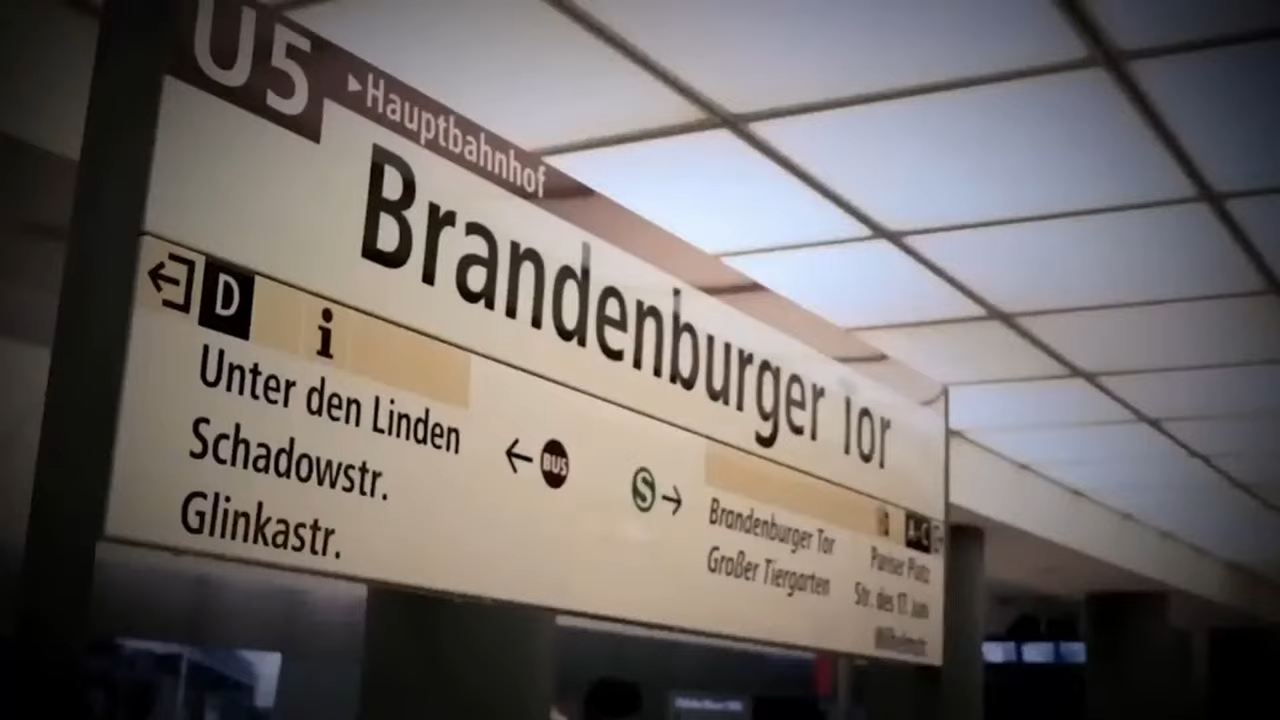 U5 ▸Hauptbahnhof
Brandenburger Tor
D i
Unter den Linden
Schadowstr.
Glinkastr.
← BUS
S →
Brandenburger Tor
Großer Tiergarten
A-C
Pariser Platz
Str. des 17. Juni
Wilhelmstr.